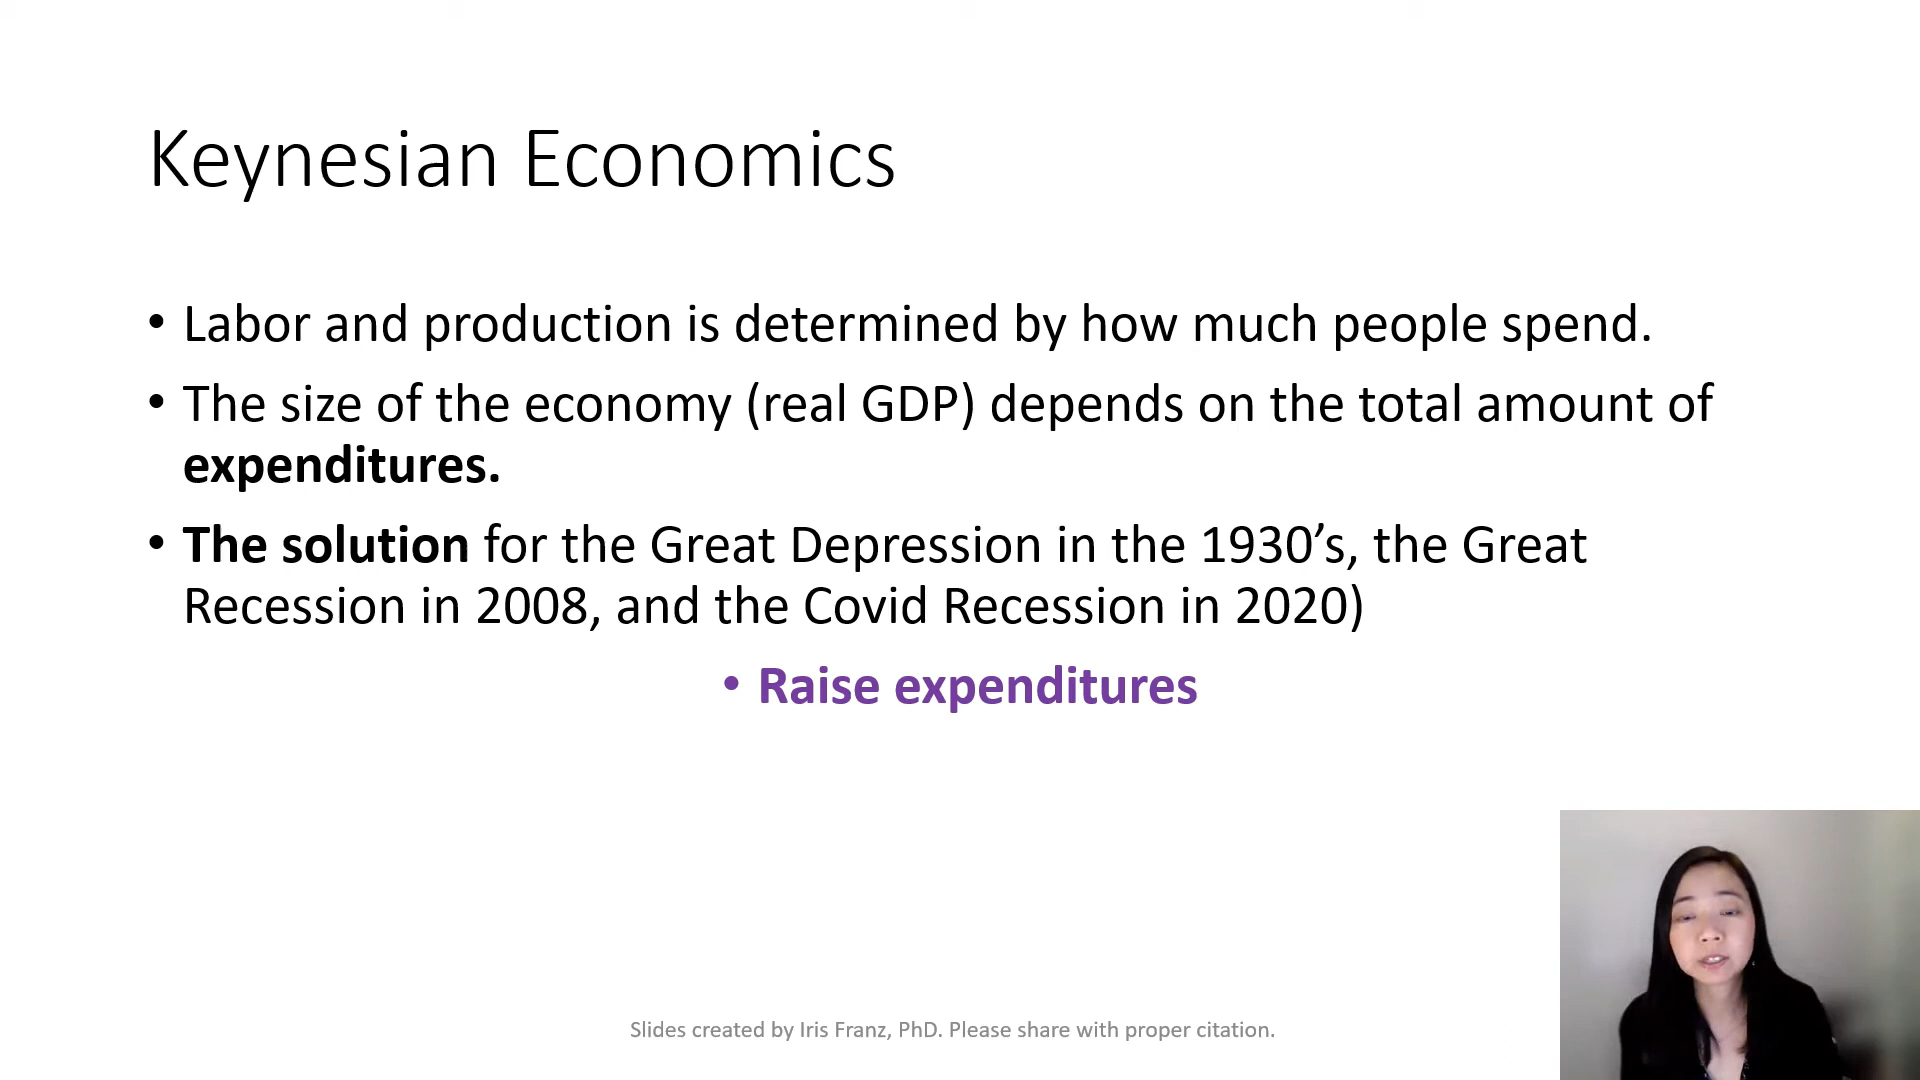 Keynesian Economics
• Labor and production is determined by how much people spend.
• The size of the economy (real GDP) depends on the total amount of
expenditures.
• The solution for the Great Depression in the 1930’s, the Great
Recession in 2008, and the Covid Recession in 2020)
• Raise expenditures
Slides created by Iris Franz, PhD. Please share with proper citation.